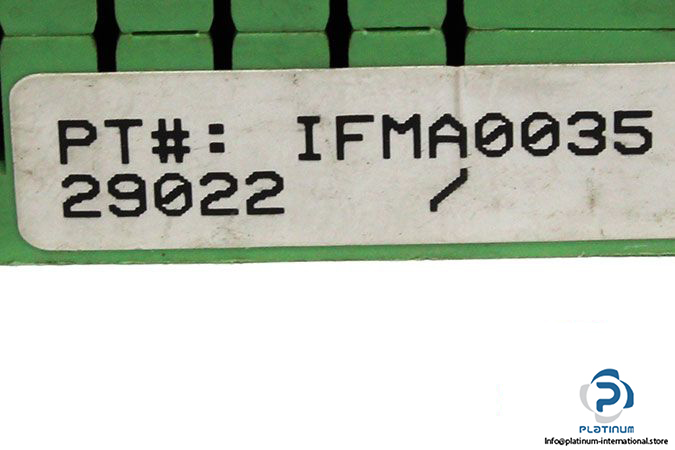 PT#: IFMA0035
29022 /
PLATINUM
Info@platinum-international.store